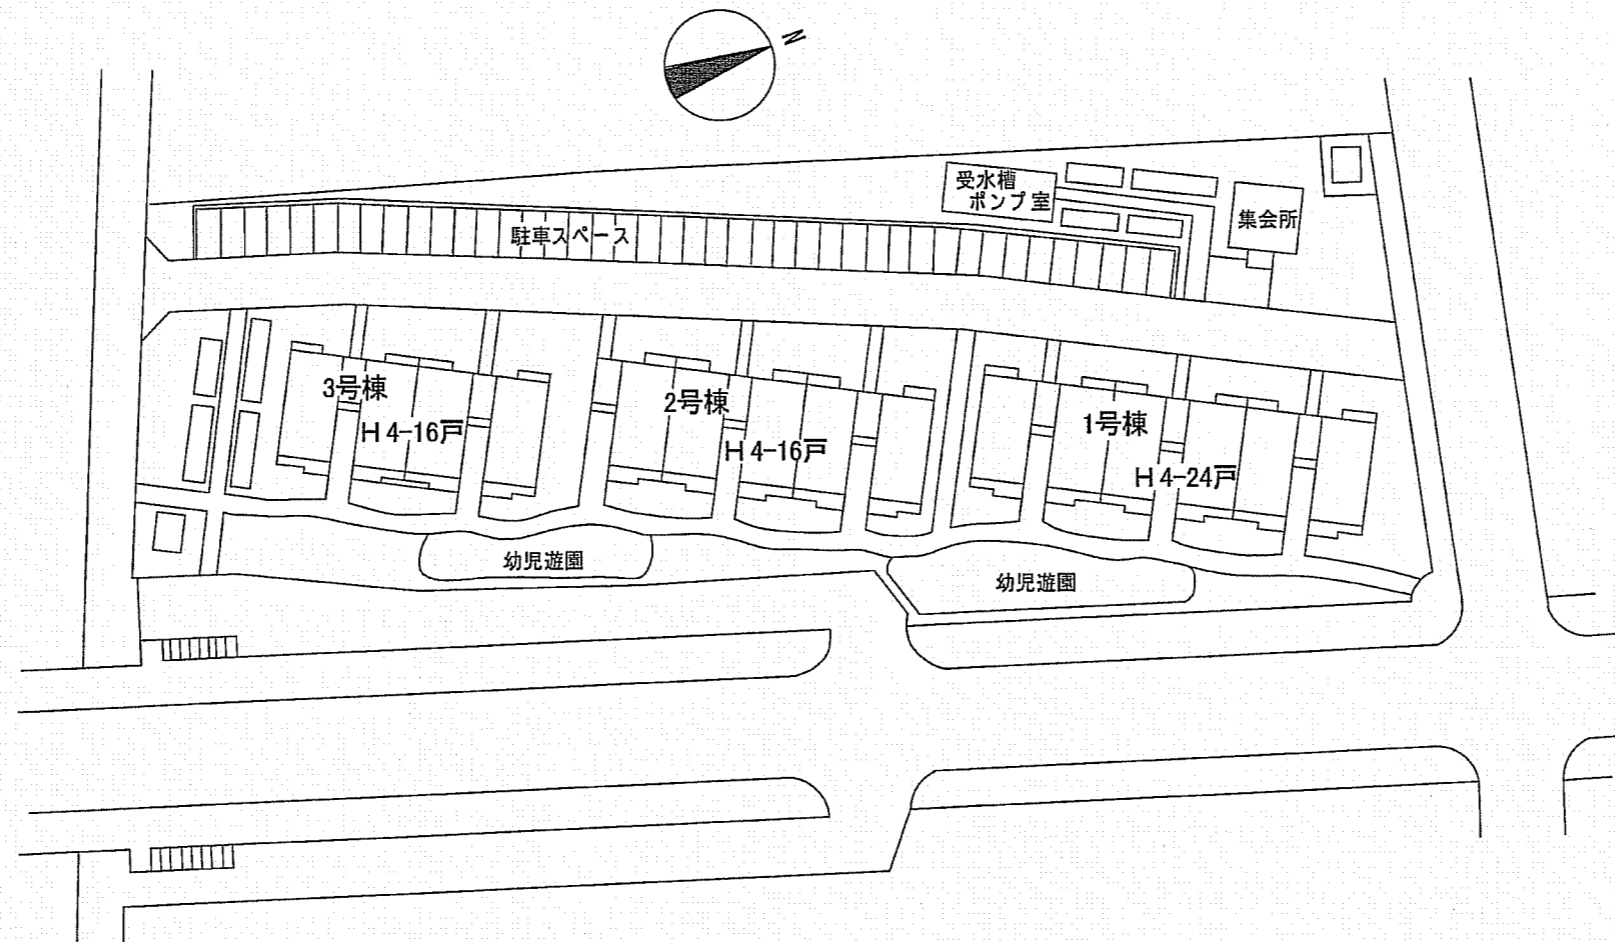 N
受水槽
ポンプ室
集会所
駐車スペース
3号棟
H4-16戸
2号棟
H4-16戸
1号棟
H4-24戸
幼児遊園
幼児遊園